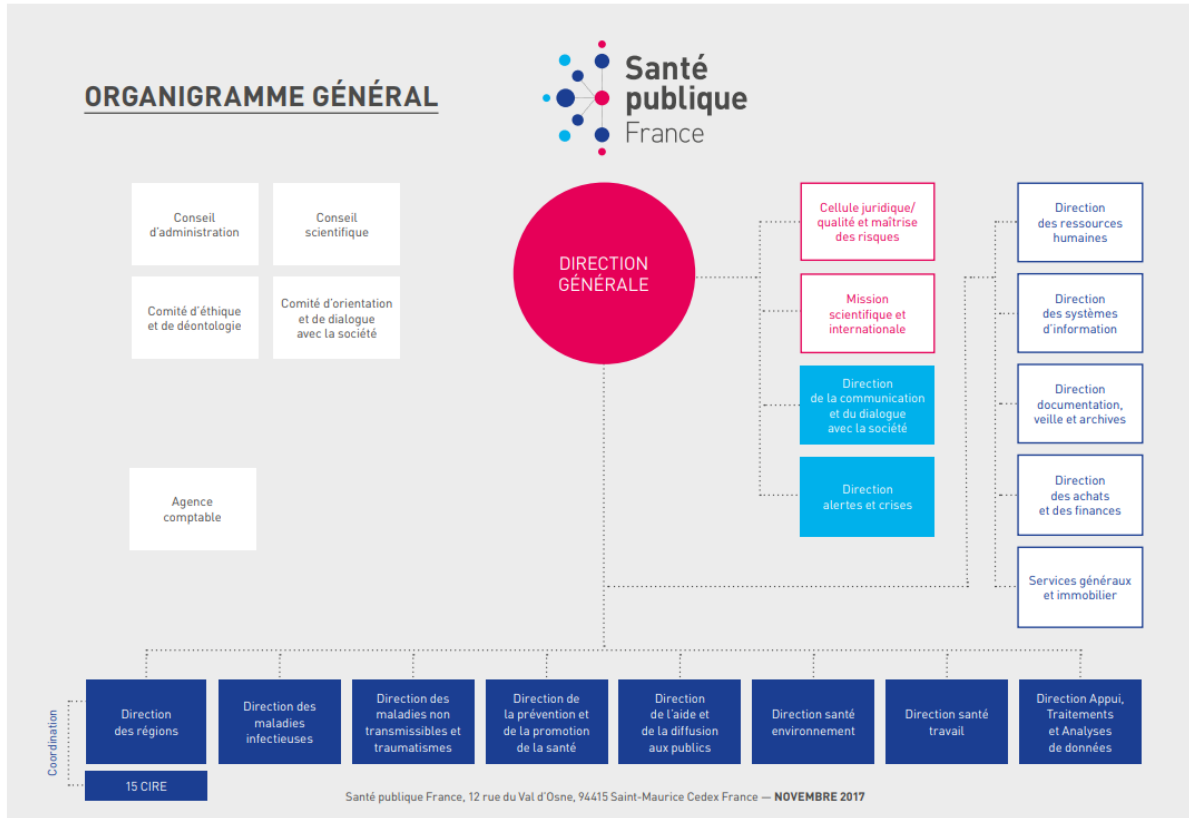 ORGANIGRAMME GÉNÉRAL
Santé
publique
France
Conseil
d'administration
Conseil
scientifique
Comité d'éthique
et de déontologie
Comité d'orientation
et de dialogue
avec la société
Agence
comptable
DIRECTION
GÉNÉRALE
Cellule juridique/
qualité et maîtrise
des risques
Mission
scientifique et
internationale
Direction
de la communication
et du dialogue
avec la société
Direction
alertes et crises
Direction
des ressources
humaines
Direction
des systèmes
d'information
Direction
documentation,
veille et archives
Direction
des achats
et des finances
Services généraux
et immobilier
Coordination
Direction
des régions
15 CIRE
Direction des
maladies
infectieuses
Direction des
maladies non
transmissibles et
traumatismes
Direction de
la prévention et
de la promotion
de la santé
Direction
de l'aide et
de la diffusion
aux publics
Direction santé
environnement
Direction santé
travail
Direction Appui,
Traitements
et Analyses
de données
Santé publique France, 12 rue du Val d'Osne, 94415 Saint-Maurice Cedex France — NOVEMBRE 2017